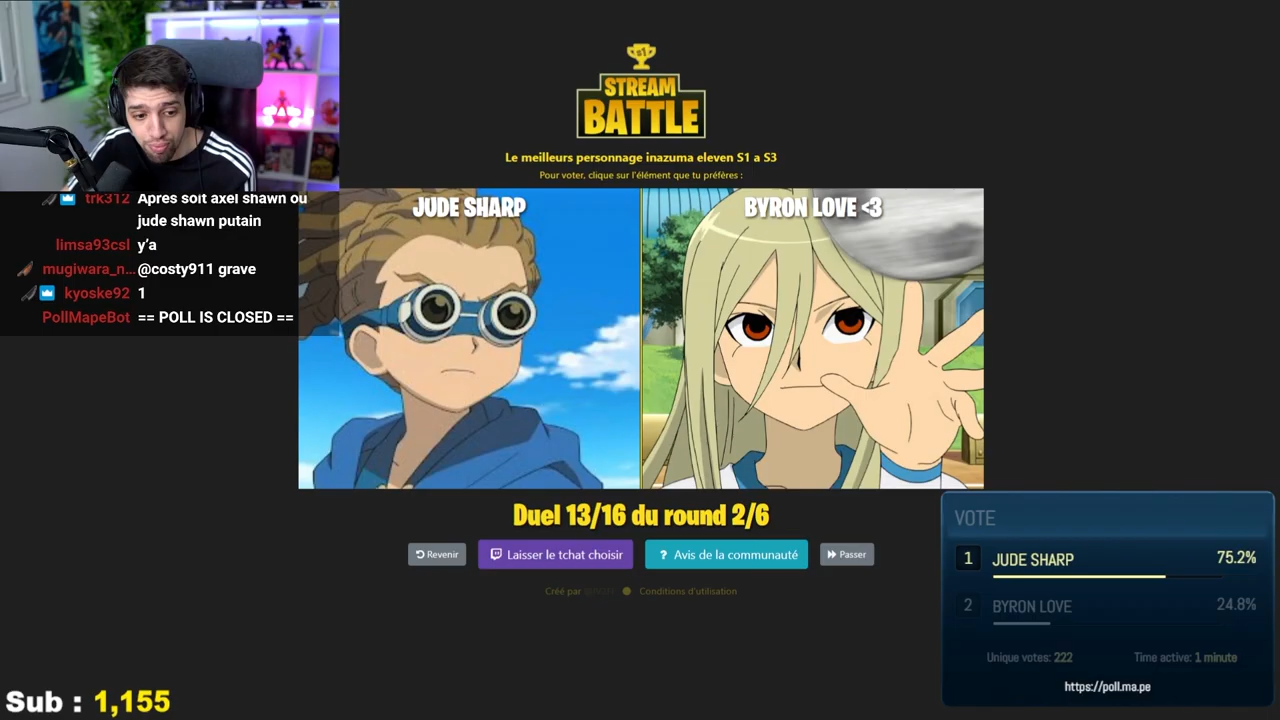 #1
STREAM
BATTLE
Le meilleurs personnage inazuma eleven S1 a S3
Pour voter, clique sur l'élément que tu préfères :
trk312 Apres soit axel shawn ou
jude shawn putain
limsa93csl y'a
mugiwara_n... @costy911 grave
kyoske92 1
PollMapeBot == POLL IS CLOSED ==
JUDE SHARP
BYRON LOVE <3
Duel 13/16 du round 2/6
Revenir
Laisser le tchat choisir
? Avis de la communauté
Passer
Créé par
Conditions d'utilisation
VOTE
1 JUDE SHARP 75.2%
2 BYRON LOVE 24.8%
Unique votes: 222 Time active: 1 minute
https://poll.ma.pe
Sub : 1,155